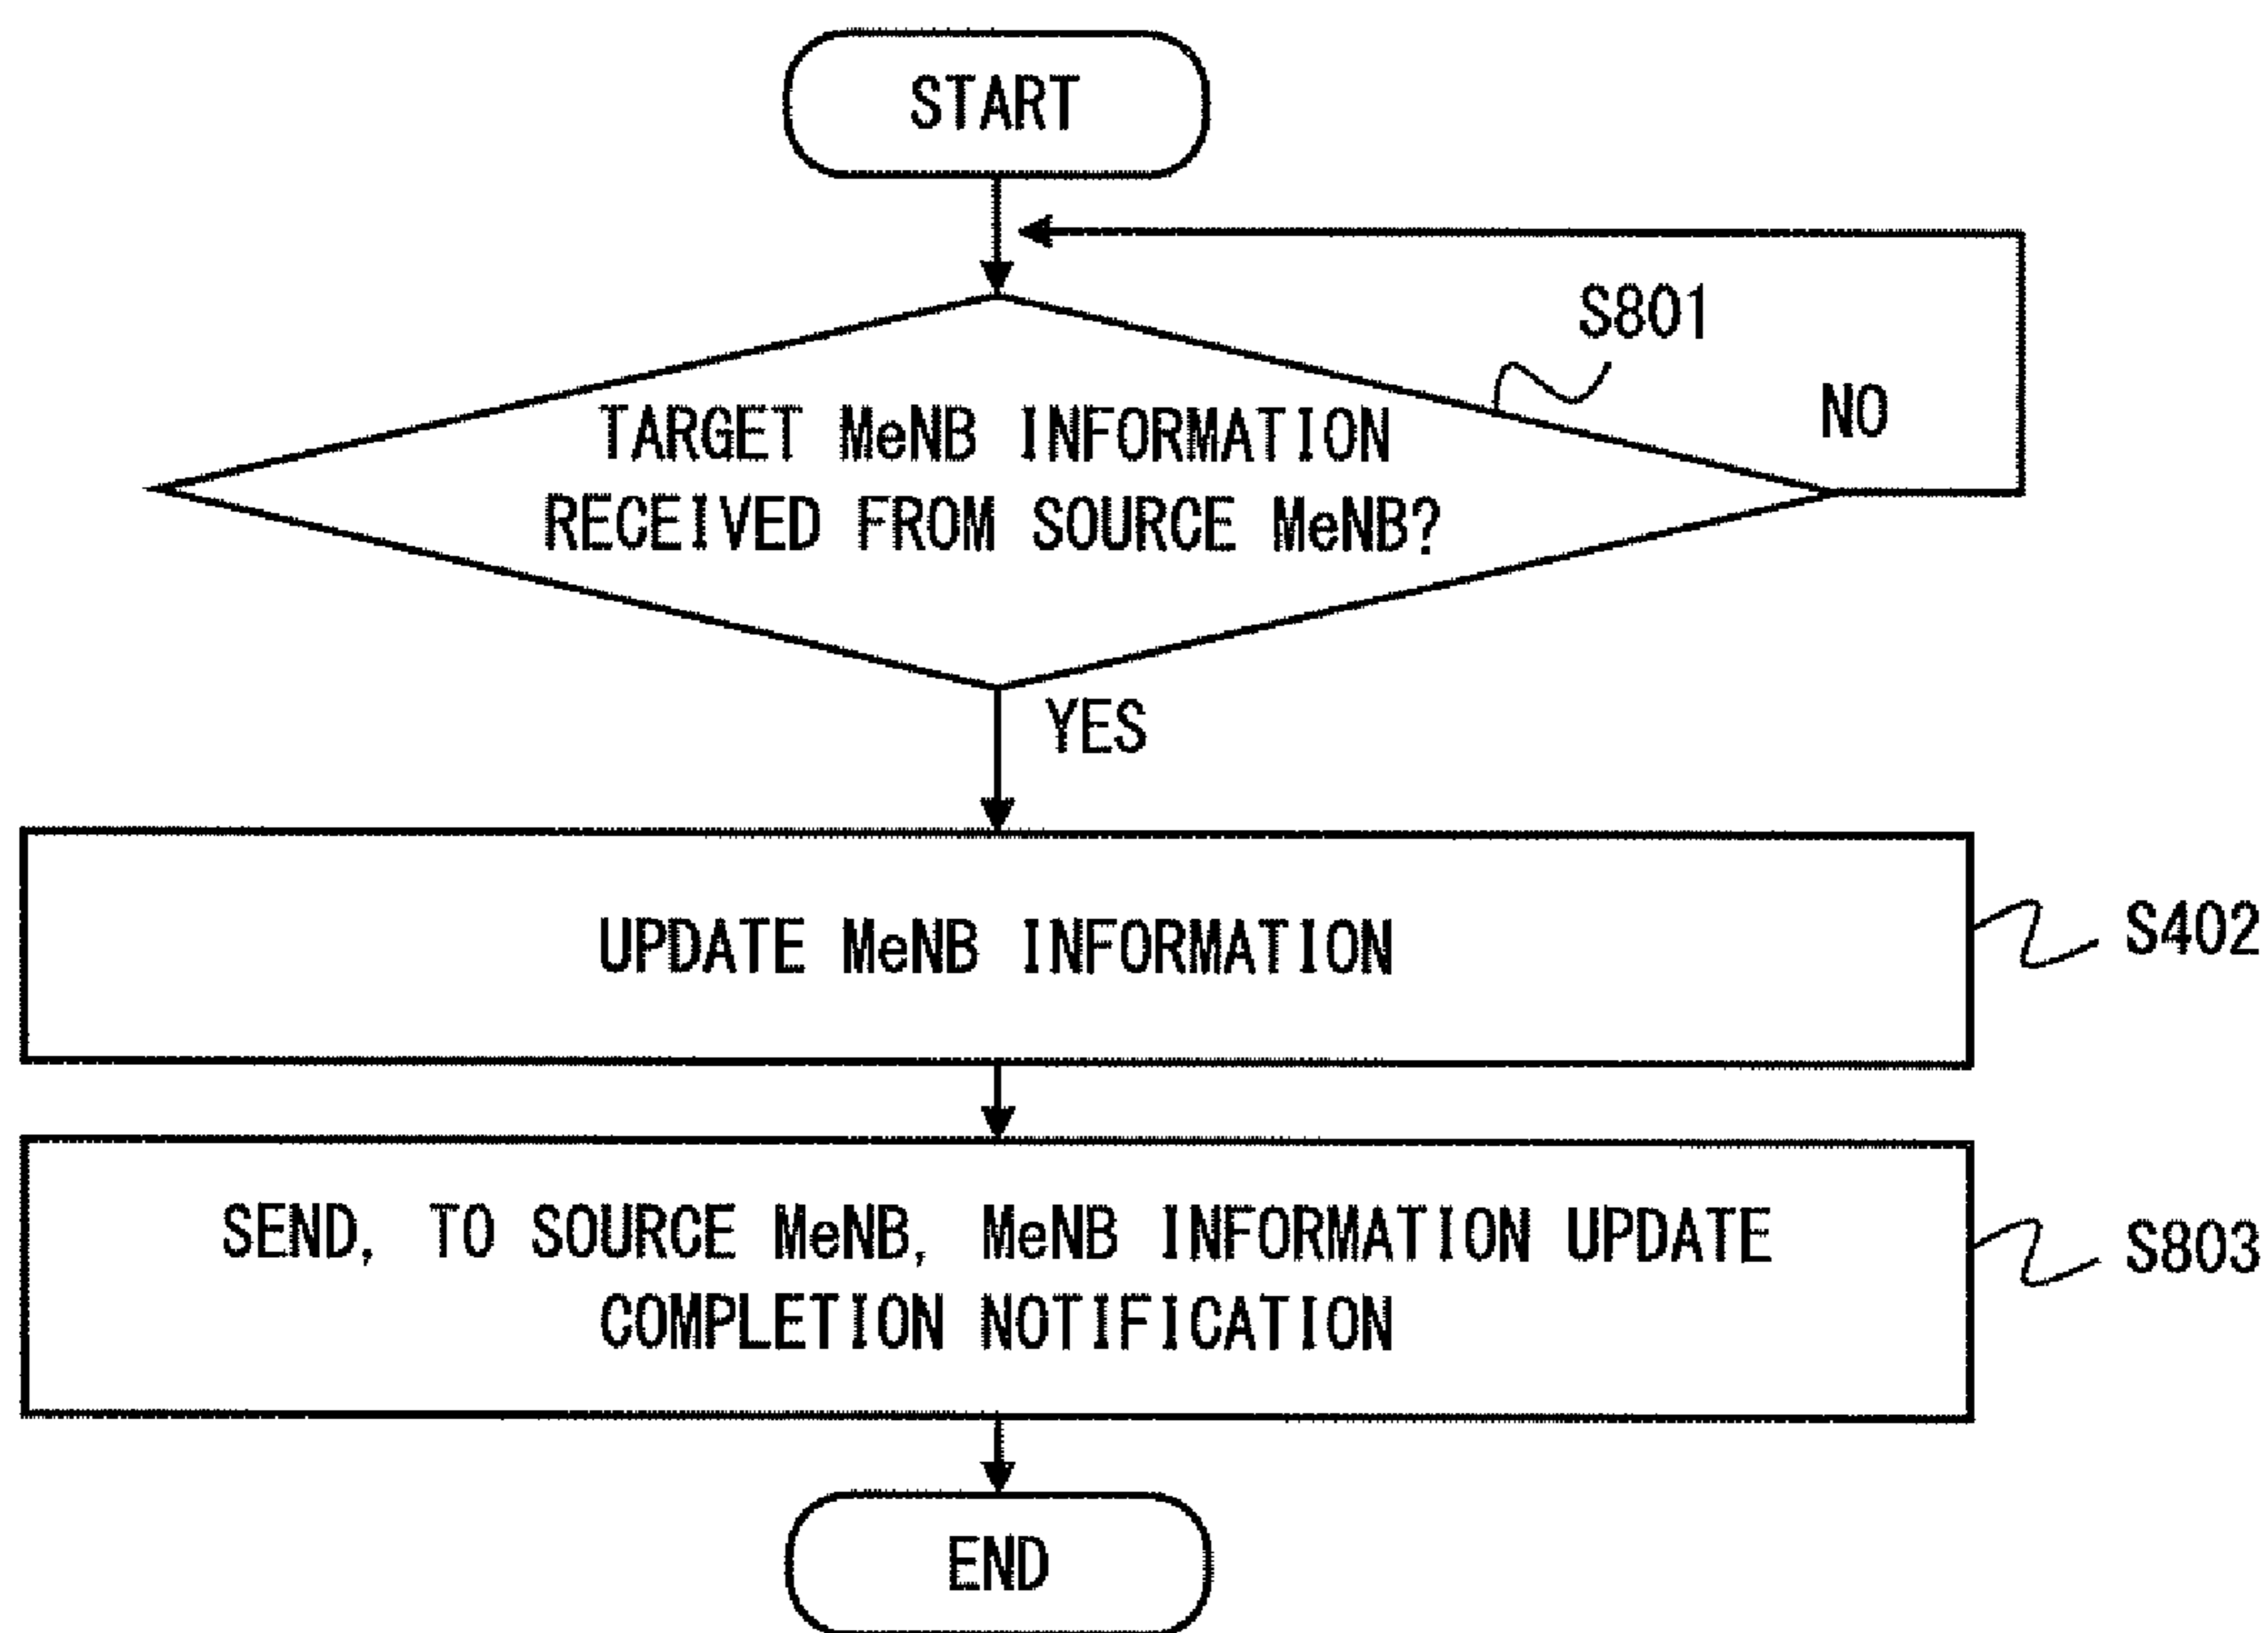 START
S801
TARGET MeNB INFORMATION
RECEIVED FROM SOURCE MeNB?
NO
YES
UPDATE MeNB INFORMATION
S402
SEND, TO SOURCE MeNB, MeNB INFORMATION UPDATE
COMPLETION NOTIFICATION
S803
END